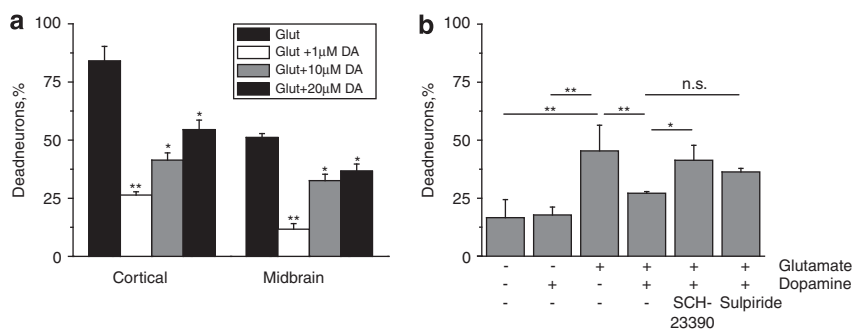 a
100
75
50
25
0
Deadneurons,%
Glut
Glut +1µM DA
Glut+10µM DA
Glut+20µM DA
** * *
** * *
Cortical Midbrain
b
100
75
50
25
0
Deadneurons,%
n.s.
** **
** *
- - + + + + Glutamate
- + - + + + Dopamine
- - - - SCH- Sulpiride
23390